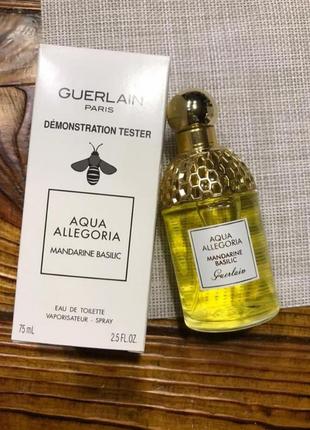 GUERLAIN
PARIS
DÉMONSTRATION TESTER
AQUA
ALLEGORIA
MANDARINE BASILIC
EAU DE TOILETTE
VAPORISATEUR - SPRAY
75 mL
2.5 FL.OZ.
AQUA
ALLEGORIA
MANDARINE
BASILIC
Guerlain